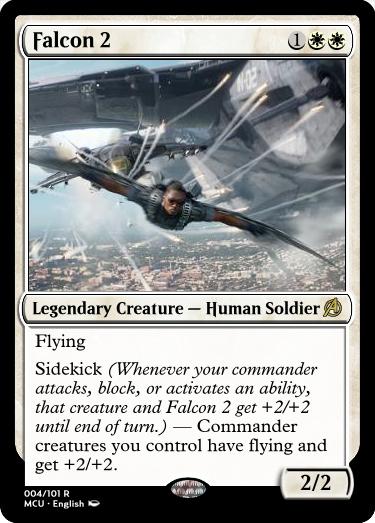 Falcon 2 1
Legendary Creature — Human Soldier
Flying
Sidekick (Whenever your commander
attacks, block, or activates an ability,
that creature and Falcon 2 get +2/+2
until end of turn.) — Commander
creatures you control have flying and
get +2/+2.
2/2
004/101 R
MCU • English